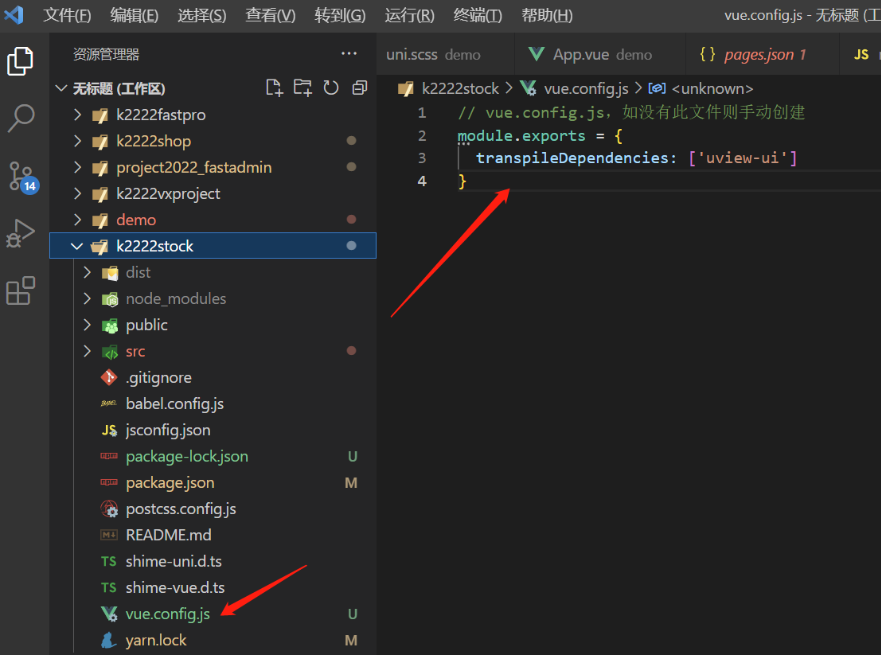 文件(F) 编辑(E) 选择(S) 查看(V) 转到(G) 运行(R) 终端(T) 帮助(H) vue.config.js - 无标题 (工
资源管理器 ···
uni.scss demo App.vue demo { } pages.json 1 JS
无标题 (工作区)
k2222stock > vue.config.js > <unknown>
k2222fastpro
k2222shop
project2022_fastadmin
k2222vxproject
demo
k2222stock
dist
node_modules
public
src
.gitignore
BABEL babel.config.js
JS jsconfig.json
package-lock.json U
package.json M
postcss.config.js
M↓ README.md
TS shime-uni.d.ts
TS shime-vue.d.ts
vue.config.js U
yarn.lock M
14
1 // vue.config.js，如没有此文件则手动创建
2 module.exports = {
3 transpileDependencies: ['uview-ui']
4 }